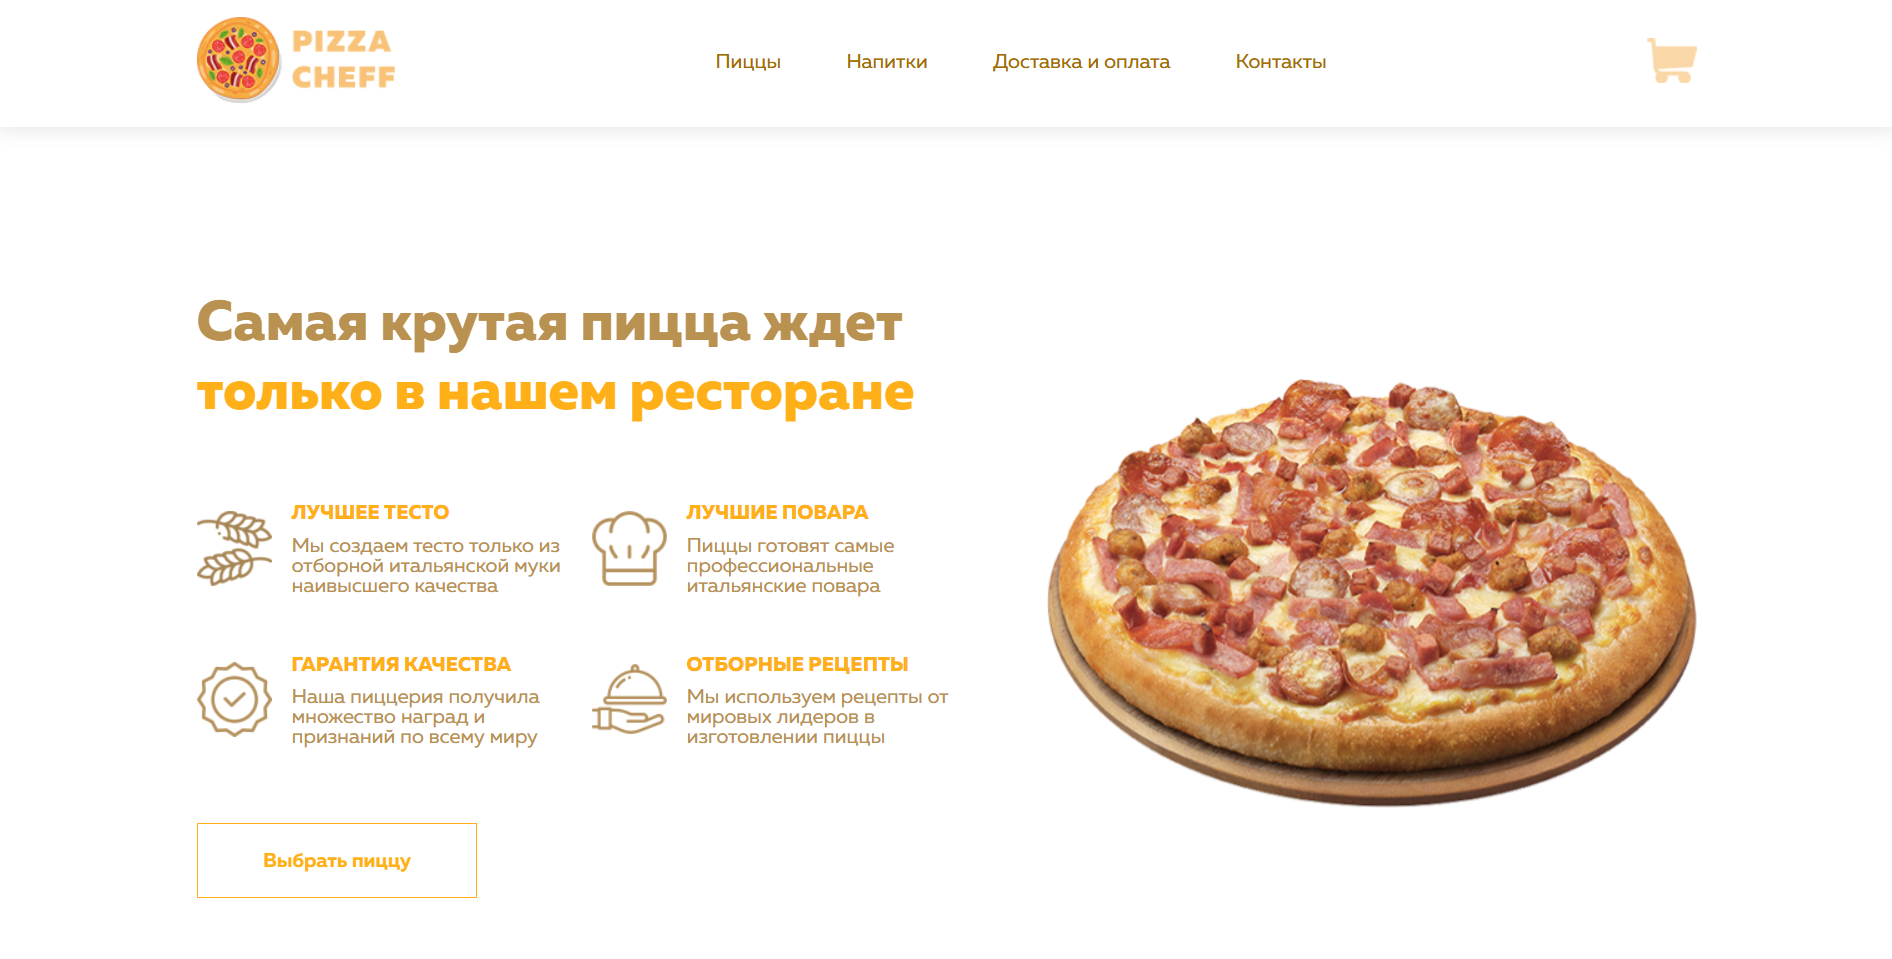 PIZZA
CHEFF
Пиццы
Напитки
Доставка и оплата
Контакты
Самая крутая пицца ждет
только в нашем ресторане
ЛУЧШЕЕ ТЕСТО
Мы создаем тесто только из
отборной итальянской муки
наивысшего качества
ЛУЧШИЕ ПОВАРА
Пиццы готовят самые
профессиональные
итальянские повара
ГАРАНТИЯ КАЧЕСТВА
Наша пиццерия получила
множество наград и
признаний по всему миру
ОТБОРНЫЕ РЕЦЕПТЫ
Мы используем рецепты от
мировых лидеров в
изготовлении пиццы
Выбрать пиццу